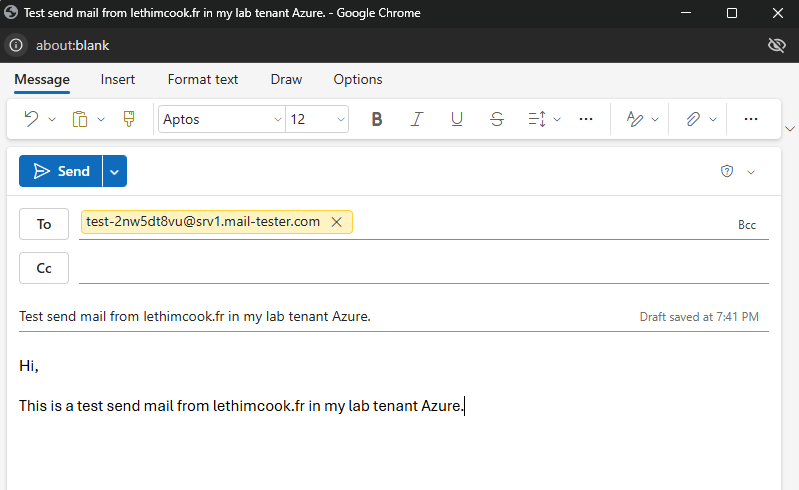 Test send mail from lethimcook.fr in my lab tenant Azure. - Google Chrome
about:blank
Message Insert Format text Draw Options
Aptos 12 B I U S ...
Send
To test-2nw5dt8vu@srv1.mail-tester.com Bcc
Cc
Test send mail from lethimcook.fr in my lab tenant Azure. Draft saved at 7:41 PM
Hi,
This is a test send mail from lethimcook.fr in my lab tenant Azure.